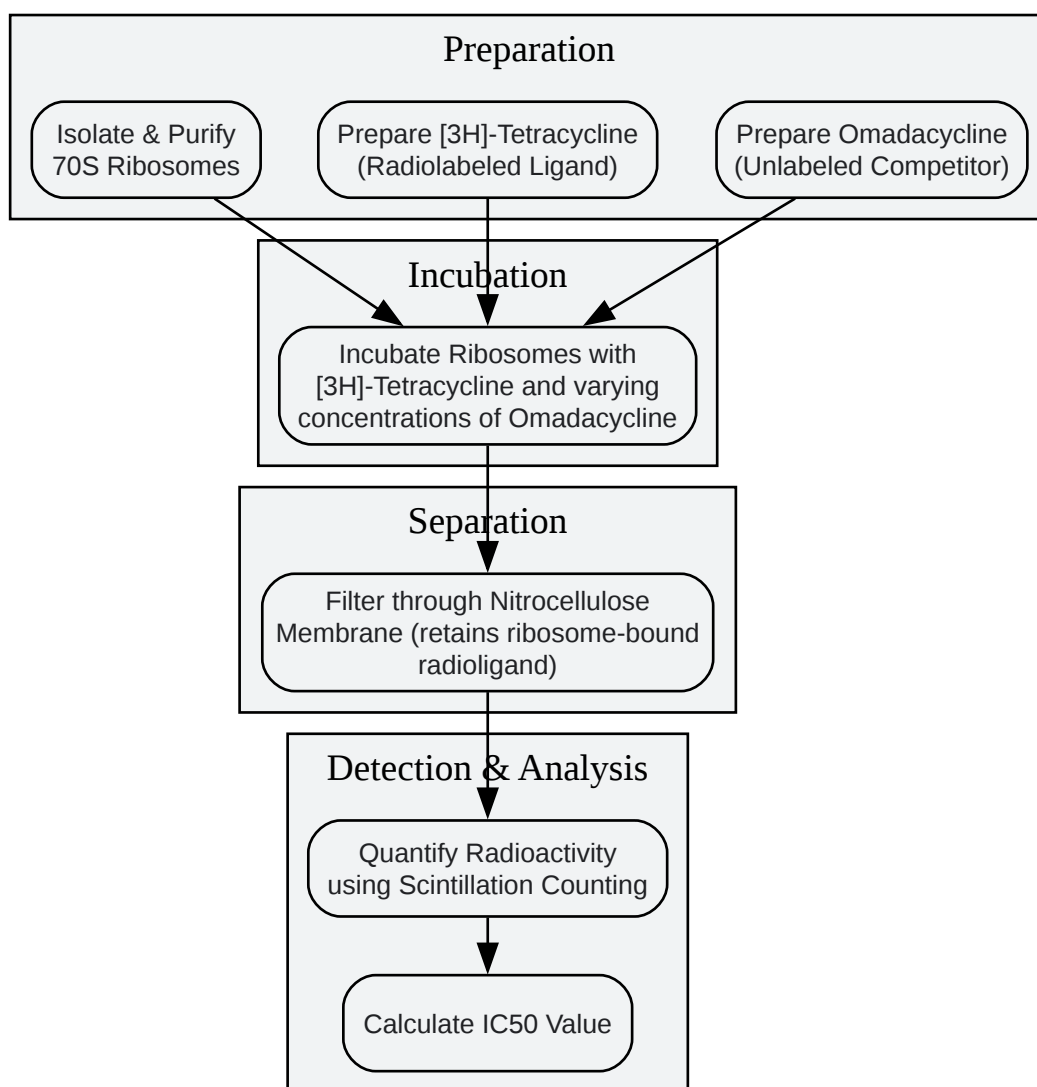 Preparation
Isolate & Purify
70S Ribosomes
Prepare [3H]-Tetracycline
(Radiolabeled Ligand)
Prepare Omadacycline
(Unlabeled Competitor)
Incubation
Incubate Ribosomes with
[3H]-Tetracycline and varying
concentrations of Omadacycline
Separation
Filter through Nitrocellulose
Membrane (retains ribosome-bound
radioligand)
Detection & Analysis
Quantify Radioactivity
using Scintillation Counting
Calculate IC50 Value